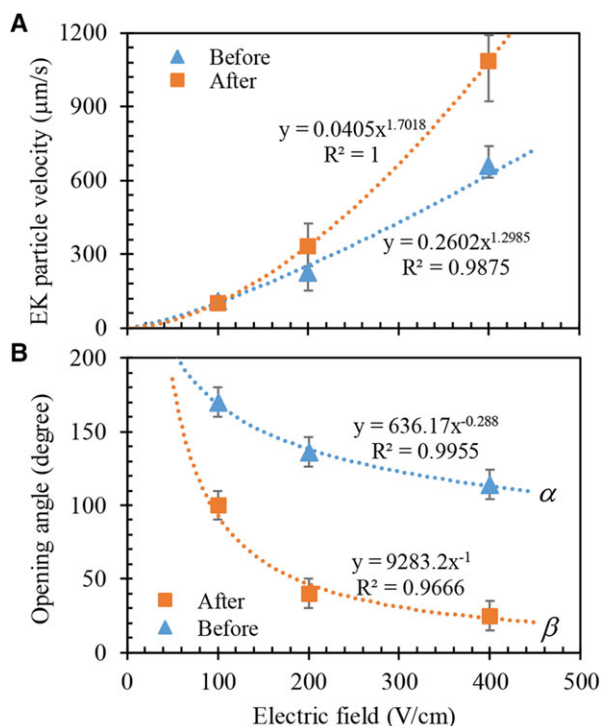 A
1200
900
600
300
0
EK particle velocity (µm/s)
Before
After
y = 0.0405x^1.7018
R² = 1
y = 0.2602x^1.2985
R² = 0.9875
B
200
150
100
50
0
Opening angle (degree)
y = 636.17x^-0.288
R² = 0.9955
α
y = 9283.2x^-1
R² = 0.9666
After
Before
β
0 100 200 300 400 500
Electric field (V/cm)